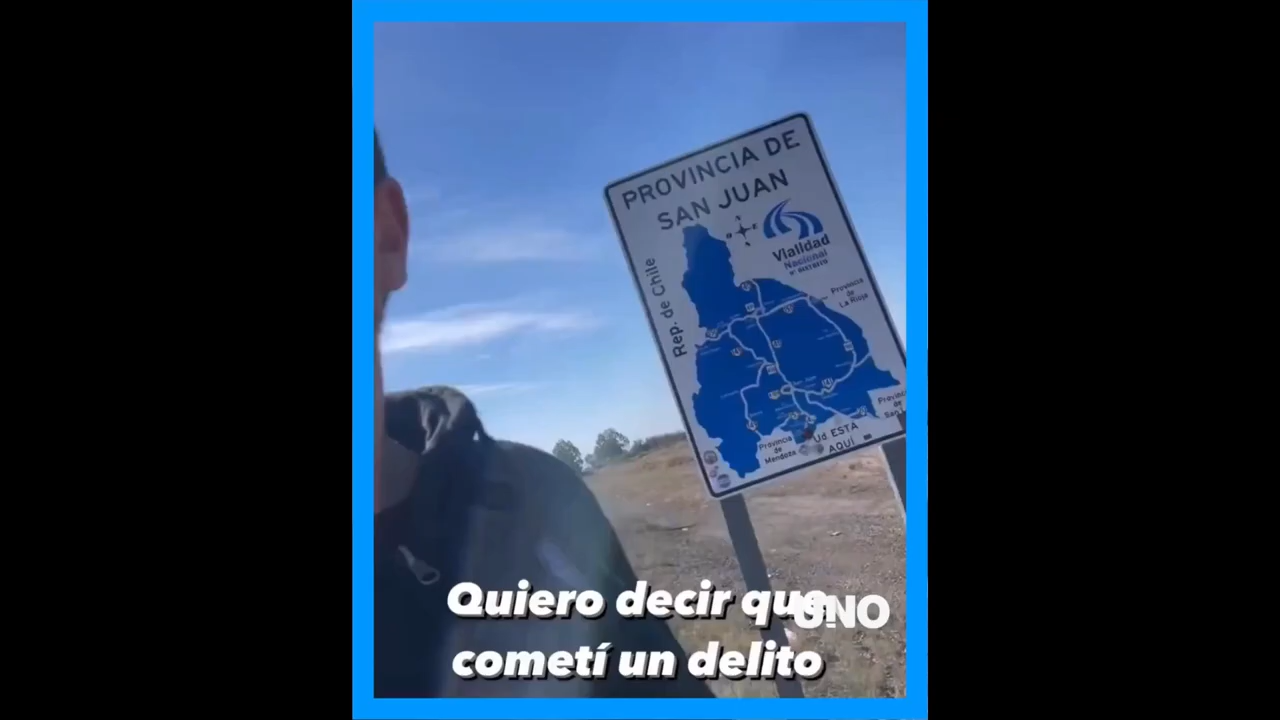 PROVINCIA DE
SAN JUAN
Vialidad
Nacional
Rep. de Chile
Provincia
de
La Rioja
Provincia
de
Mendoza
Ud ESTA
AQUÍ
Quiero decir que
cometí un delito
UNO